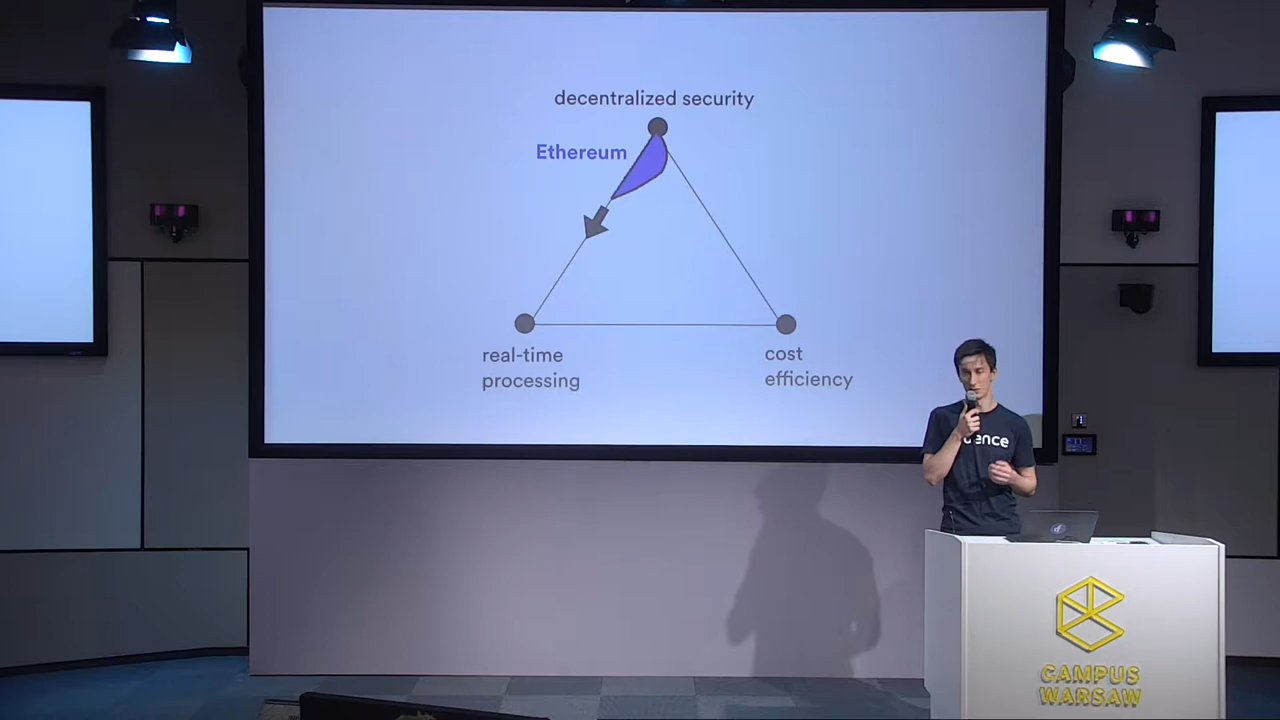 decentralized security
Ethereum
real-time
processing
cost
efficiency
CAMPUS
WARSAW